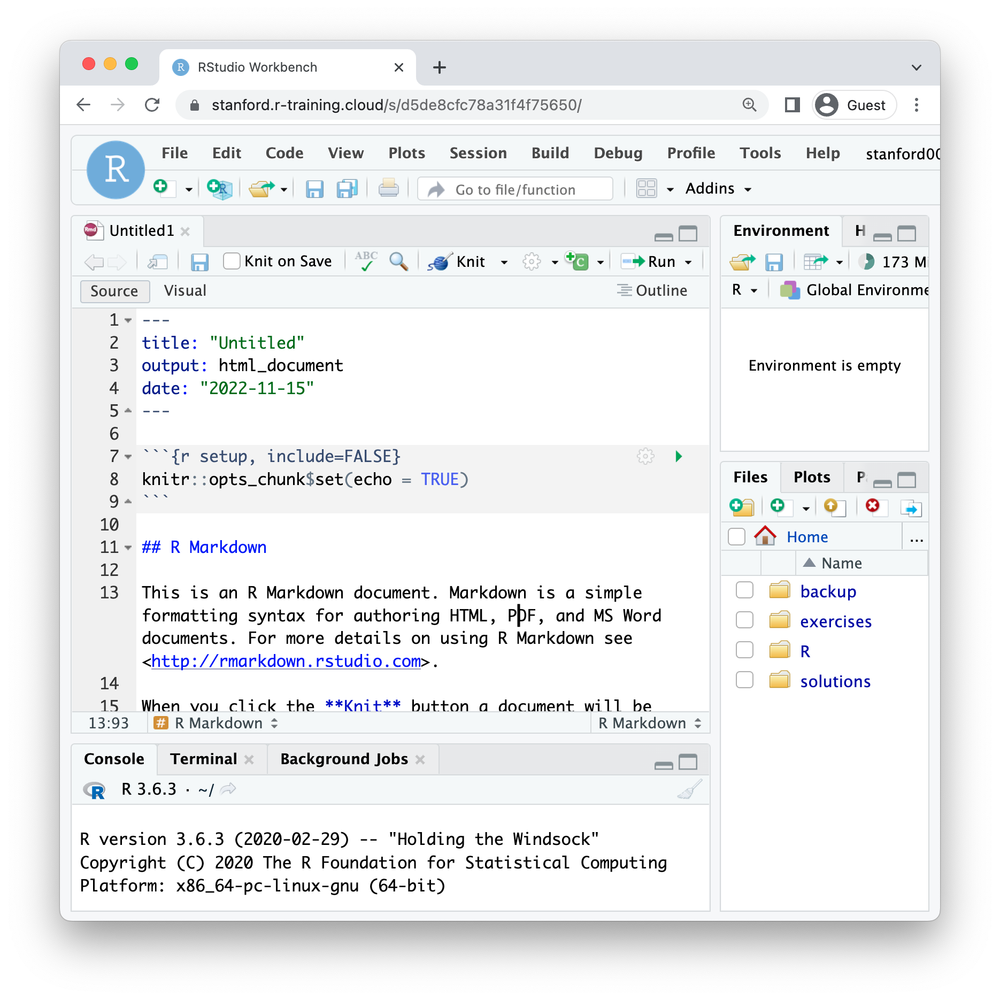 RStudio Workbench
stanford.r-training.cloud/s/d5de8cfc78a31f4f75650/
Guest
R
File Edit Code View Plots Session Build Debug Profile Tools Help stanford00
Go to file/function
Addins
Untitled1
Knit on Save
ABC
Knit
Run
Source
Visual
Outline
1 ---
2 title: "Untitled"
3 output: html_document
4 date: "2022-11-15"
5 ---
6
7 ```{r setup, include=FALSE}
8 knitr::opts_chunk$set(echo = TRUE)
9 ```
10
11 ## R Markdown
12
13 This is an R Markdown document. Markdown is a simple
formatting syntax for authoring HTML, PDF, and MS Word
documents. For more details on using R Markdown see
<http://rmarkdown.rstudio.com>.
14
15 When you click the **Knit** button a document will be
13:93
# R Markdown
R Markdown
Console
Terminal
Background Jobs
R 3.6.3 · ~/
R version 3.6.3 (2020-02-29) -- "Holding the Windsock"
Copyright (C) 2020 The R Foundation for Statistical Computing
Platform: x86_64-pc-linux-gnu (64-bit)
Environment
H
173 Mi
R
Global Environme
Environment is empty
Files
Plots
P
Home
...
Name
backup
exercises
R
solutions